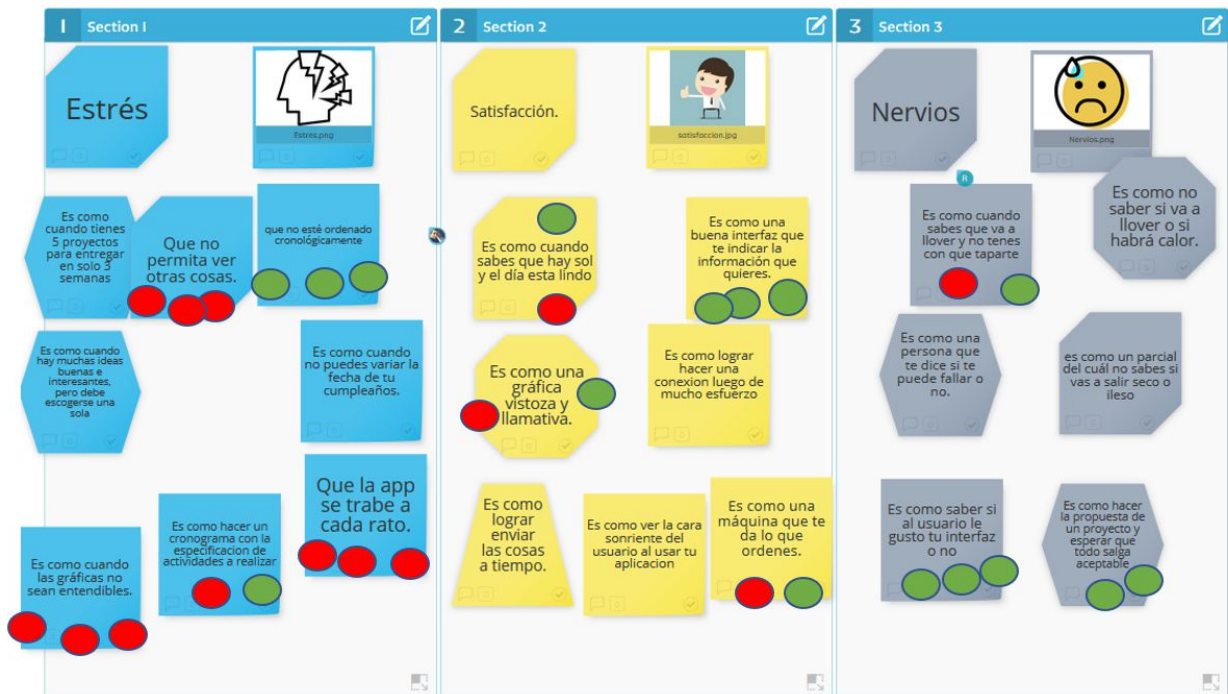 1 Section 1
Estrés
Estres.png
Es como
cuando tienes
5 proyectos
para entregar
en solo 3
semanas
Que no
permita ver
otras cosas.
que no esté ordenado
cronológicamente
Es como cuando
hay muchas ideas
buenas e
interesantes,
pero debe
escogerse una
sola
Es como cuando
no puedes variar la
fecha de tu
cumpleaños.
Que la app
se trabe a
cada rato.
Es como hacer un
cronograma con la
especificacion de
actividades a realizar
Es como cuando
las gráficas no
sean entendibles.
2 Section 2
Satisfacción.
satisfaccion.jpg
Es como cuando
sabes que hay sol
y el día esta lindo
Es como una
buena interfaz que
te indicar la
información que
quieres.
Es como una
gráfica
vistoza y
llamativa.
Es como lograr
hacer una
conexion luego de
mucho esfuerzo
Es como
lograr
enviar
las cosas
a tiempo.
Es como ver la cara
sonriente del
usuario al usar tu
aplicacion
Es como una
máquina que te
da lo que
ordenes.
3 Section 3
Nervios
Nervios.png
R
Es como cuando
sabes que va a
llover y no tenes
con que taparte
Es como no
saber si va a
llover o si
habrá calor.
Es como una
persona que
te dice si te
puede fallar o
no.
es como un parcial
del cuál no sabes si
vas a salir seco o
ileso
Es como saber si
al usuario le
gusto tu interfaz
o no
Es como hacer
la propuesta de
un proyecto y
esperar que
todo salga
aceptable